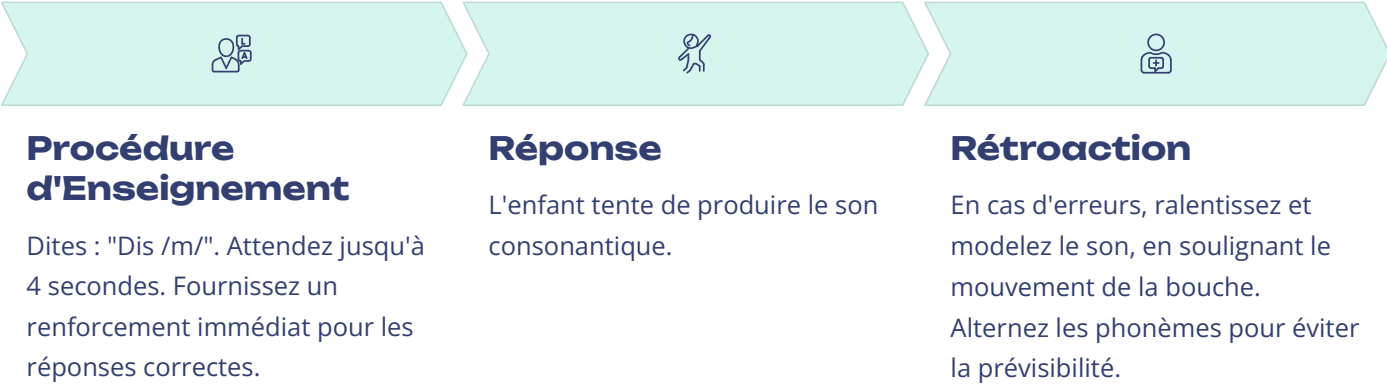 L
A
Procédure
d'Enseignement
Dites : "Dis /m/". Attendez jusqu'à
4 secondes. Fournissez un
renforcement immédiat pour les
réponses correctes.
Réponse
L'enfant tente de produire le son
consonantique.
Rétroaction
En cas d'erreurs, ralentissez et
modelez le son, en soulignant le
mouvement de la bouche.
Alternez les phonèmes pour éviter
la prévisibilité.